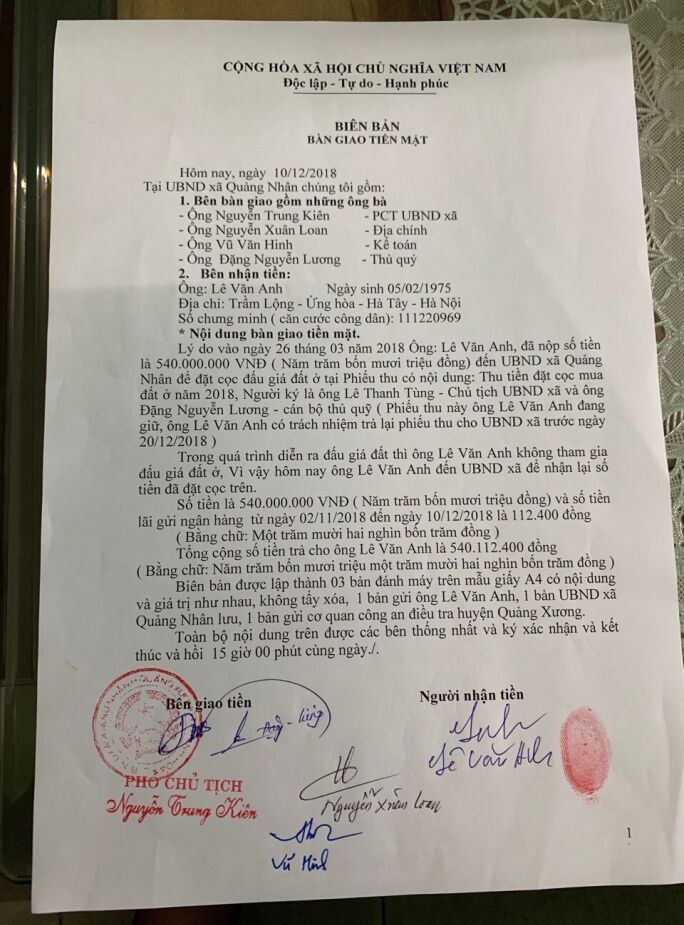 CỘNG HÒA XÃ HỘI CHỦ NGHĨA VIỆT NAM
Độc lập - Tự do - Hạnh phúc
BIÊN BẢN
BÀN GIAO TIỀN MẶT
Hôm nay, ngày 10/12/2018
Tại UBND xã Quảng Nhân chúng tôi gồm:
1. Bên bàn giao gồm những ông bà
- Ông Nguyễn Trung Kiên - PCT UBND xã
- Ông Nguyễn Xuân Loan - Địa chính
- Ông Vũ Văn Hinh - Kế toán
- Ông Đặng Nguyễn Lương - Thủ quỷ
2. Bên nhận tiền:
Ông: Lê Văn Anh Ngày sinh 05/02/1975
Địa chỉ: Trầm Lộng - Ứng hòa - Hà Tây - Hà Nội
Số chưng minh ( căn cước công dân): 111220969
* Nội dung bàn giao tiền mặt.
Lý do vào ngày 26 tháng 03 năm 2018 Ông: Lê Văn Anh, đã nộp số tiền
là 540.000.000 VNĐ ( Năm trăm bốn mươi triệu đồng) đến UBND xã Quảng
Nhân để đặt cọc đấu giá đất ở tại Phiếu thu có nội dung: Thu tiền đặt cọc mua
đất ở năm 2018, Người ký là ông Lê Thanh Tùng - Chủ tịch UBND xã và ông
Đặng Nguyễn Lương - cán bộ thủ quỹ ( Phiếu thu này ông Lê Văn Anh đang
giữ, ông Lê Văn Anh có trách nhiệm trả lại phiếu thu cho UBND xã trước ngày
20/12/2018 )
Trong quá trình diễn ra đấu giá đất thì ông Lê Văn Anh không tham gia
đấu giá đất ở, Vì vậy hôm nay ông Lê Văn Anh đến UBND xã để nhận lại số
tiền đã đặt cọc trên.
Số tiền là 540.000.000 VNĐ ( Năm trăm bốn mươi triệu đồng) và số tiền
lãi gửi ngân hàng từ ngày 02/11/2018 đến ngày 10/12/2018 là 112.400 đồng
( Bằng chữ: Một trăm mười hai nghìn bốn trăm đồng )
Tổng cộng số tiền trả cho ông Lê Văn Anh là 540.112.400 đồng
( Bằng chữ: Năm trăm bốn mươi triệu một trăm mười hai nghìn bốn trăm đồng )
Biên bản được lập thành 03 bản đánh máy trên mẫu giấy A4 có nội dung
và giá trị như nhau, không tẩy xóa, 1 bản gửi ông Lê Văn Anh, 1 bản UBND xã
Quảng Nhân lưu, 1 bản gửi cơ quan công an điều tra huyện Quảng Xương.
Toàn bộ nội dung trên được các bên thống nhất và ký xác nhận và kết
thúc và hồi 15 giờ 00 phút cùng ngày./.
Bên giao tiền Người nhận tiền
Lê Văn Anh
PHÓ CHỦ TỊCH
Nguyễn Trung Kiên
Nguyễn Xuân Loan
Vũ Hinh
1